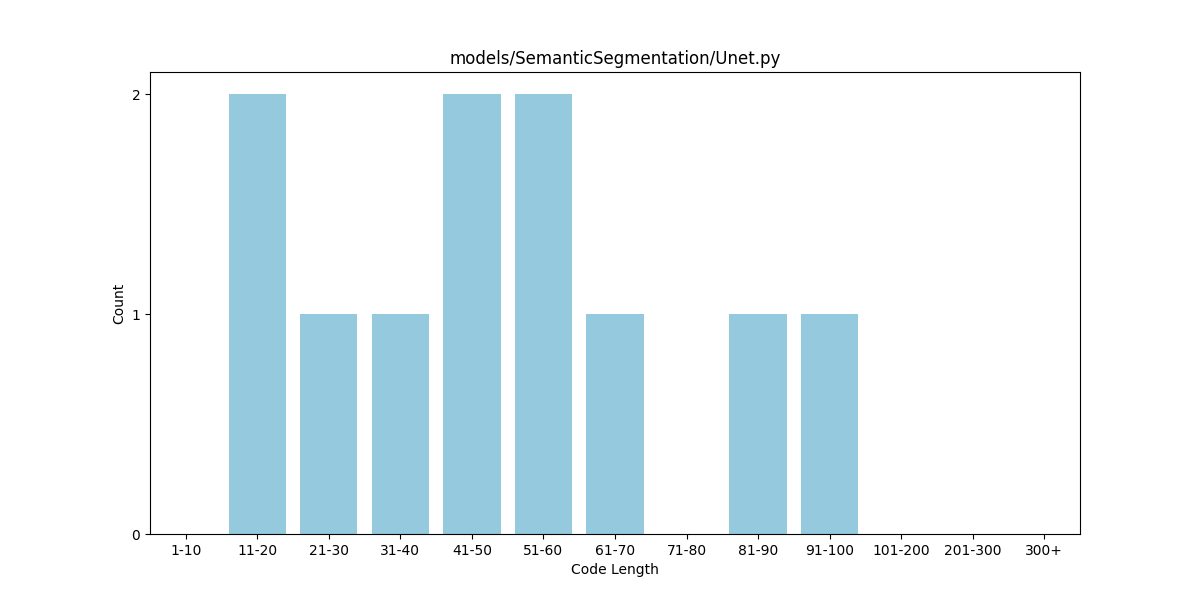 models/SemanticSegmentation/Unet.py
Count
2
1
0
1-10 11-20 21-30 31-40 41-50 51-60 61-70 71-80 81-90 91-100 101-200 201-300 300+
Code Length